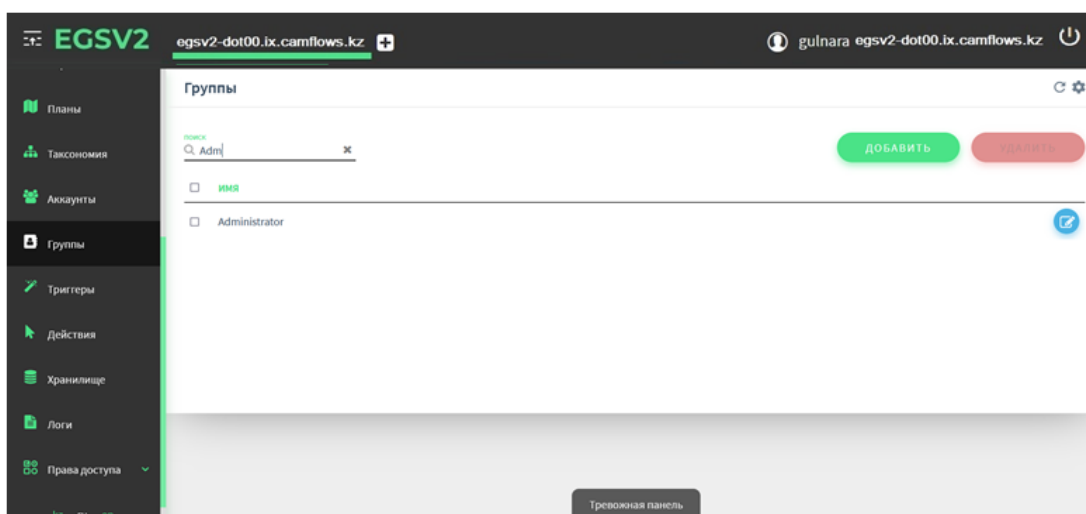 EGSV2
egsv2-dot00.ix.camflows.kz
gulnara egsv2-dot00.ix.camflows.kz
Планы
Таксономия
Аккаунты
Группы
Триггеры
Действия
Хранилище
Логи
Права доступа
Группы
поиск
Adm
ДОБАВИТЬ
УДАЛИТЬ
ИМЯ
Administrator
Тревожная панель